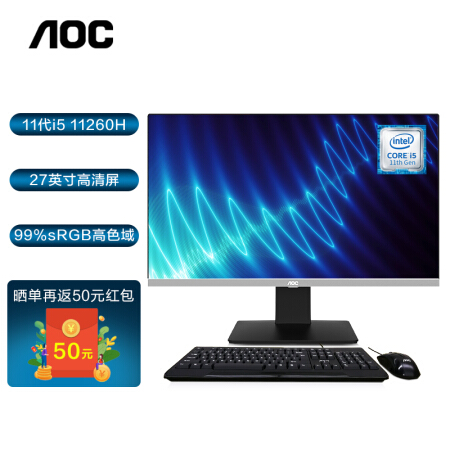 AOC
11代i5 11260H
27英寸高清屏
99%sRGB高色域
晒单再返50元红包
¥
50元
intel
CORE i5
11th Gen
AOC